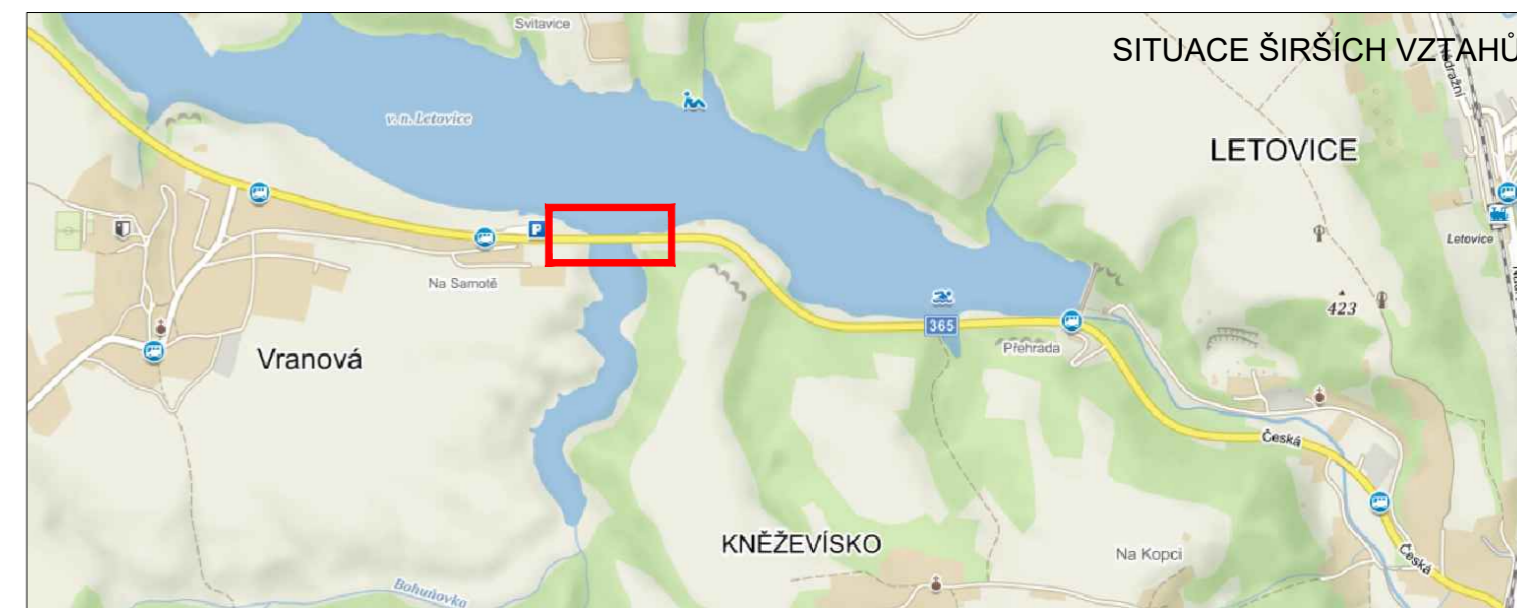 Svitavice
SITUACE ŠIRŠÍCH VZTAHŮ
Nádražní
v. n. Letovice
LETOVICE
P
Letovice
Na Samotě
423
365
Přehrada
Vranová
Česká
KNĚŽEVÍSKO
Na Kopci
Česká
Bohuňovka